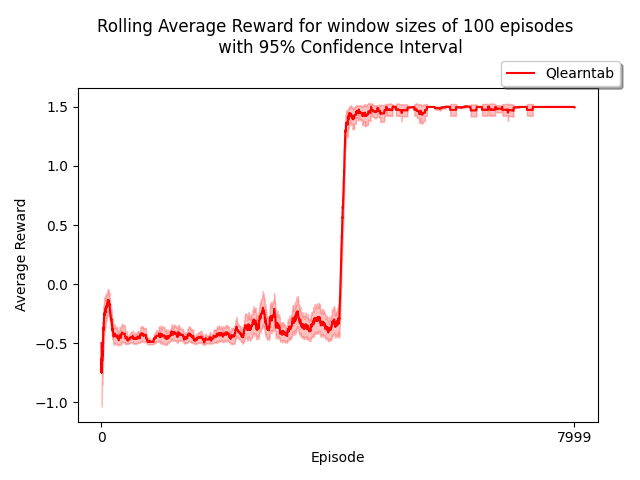 Rolling Average Reward for window sizes of 100 episodes
with 95% Confidence Interval
Qlearntab
1.5
1.0
0.5
0.0
−0.5
−1.0
Average Reward
0
7999
Episode